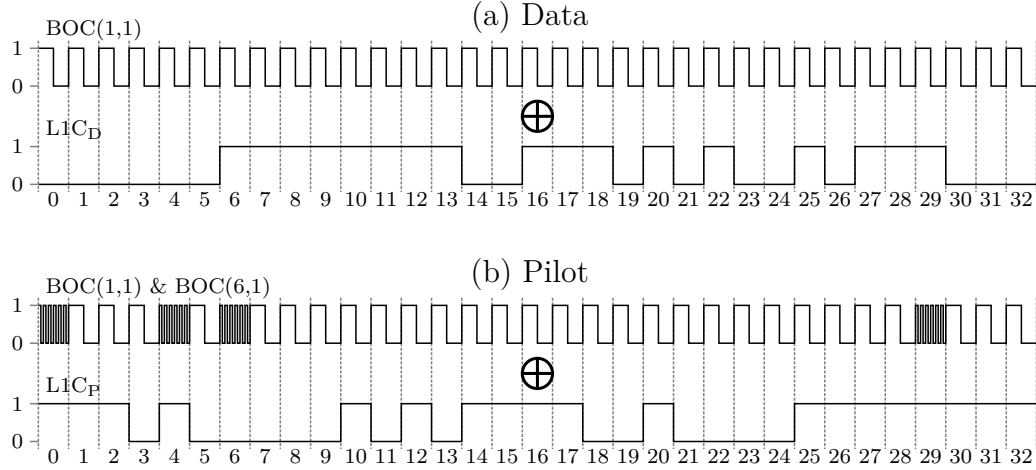 (a) Data
BOC(1,1)
1
0
L1C_D
1
0
0 1 2 3 4 5 6 7 8 9 10 11 12 13 14 15 16 17 18 19 20 21 22 23 24 25 26 27 28 29 30 31 32
(b) Pilot
BOC(1,1) & BOC(6,1)
1
0
L1C_P
1
0
0 1 2 3 4 5 6 7 8 9 10 11 12 13 14 15 16 17 18 19 20 21 22 23 24 25 26 27 28 29 30 31 32